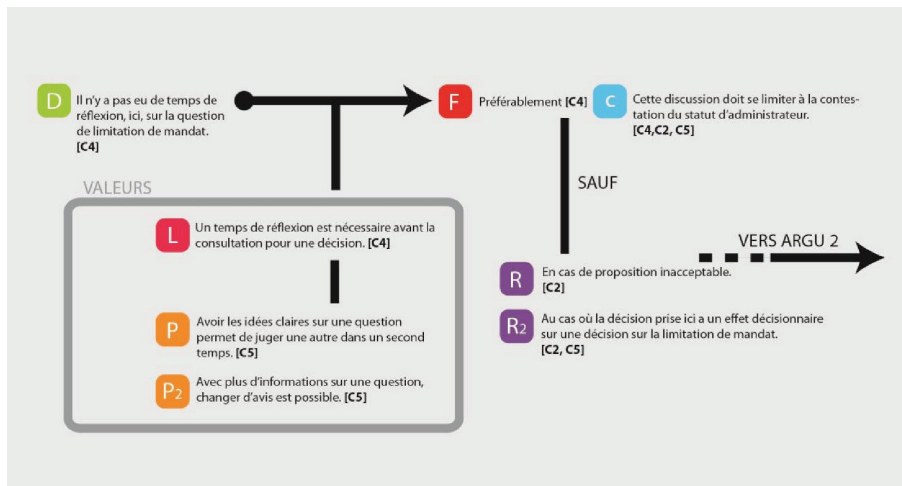 D
Il n'y a pas eu de temps de
réflexion, ici, sur la question
de limitation de mandat.
[C4]
F
Préférablement [C4]
C
Cette discussion doit se limiter à la contes-
tation du statut d'administrateur.
[C4,C2, C5]
VALEURS
SAUF
L
Un temps de réflexion est nécessaire avant la
consultation pour une décision. [C4]
VERS ARGU 2
R
En cas de proposition inacceptable.
[C2]
P
Avoir les idées claires sur une question
permet de juger une autre dans un second
temps. [C5]
R2
Au cas où la décision prise ici a un effet décisionnaire
sur une décision sur la limitation de mandat.
[C2, C5]
P2
Avec plus d'informations sur une question,
changer d'avis est possible. [C5]